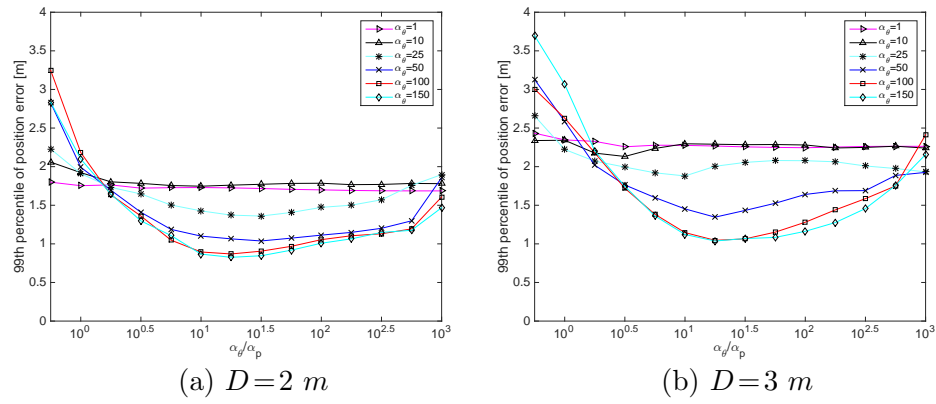 4
3.5
3
2.5
2
1.5
1
0.5
0
99th percentile of position error [m]
α_θ=1
α_θ=10
α_θ=25
α_θ=50
α_θ=100
α_θ=150
10^0 10^0.5 10^1 10^1.5 10^2 10^2.5 10^3
α_θ/α_p
(a) D=2 m
4
3.5
3
2.5
2
1.5
1
0.5
0
99th percentile of position error [m]
α_θ=1
α_θ=10
α_θ=25
α_θ=50
α_θ=100
α_θ=150
10^0 10^0.5 10^1 10^1.5 10^2 10^2.5 10^3
α_θ/α_p
(b) D=3 m